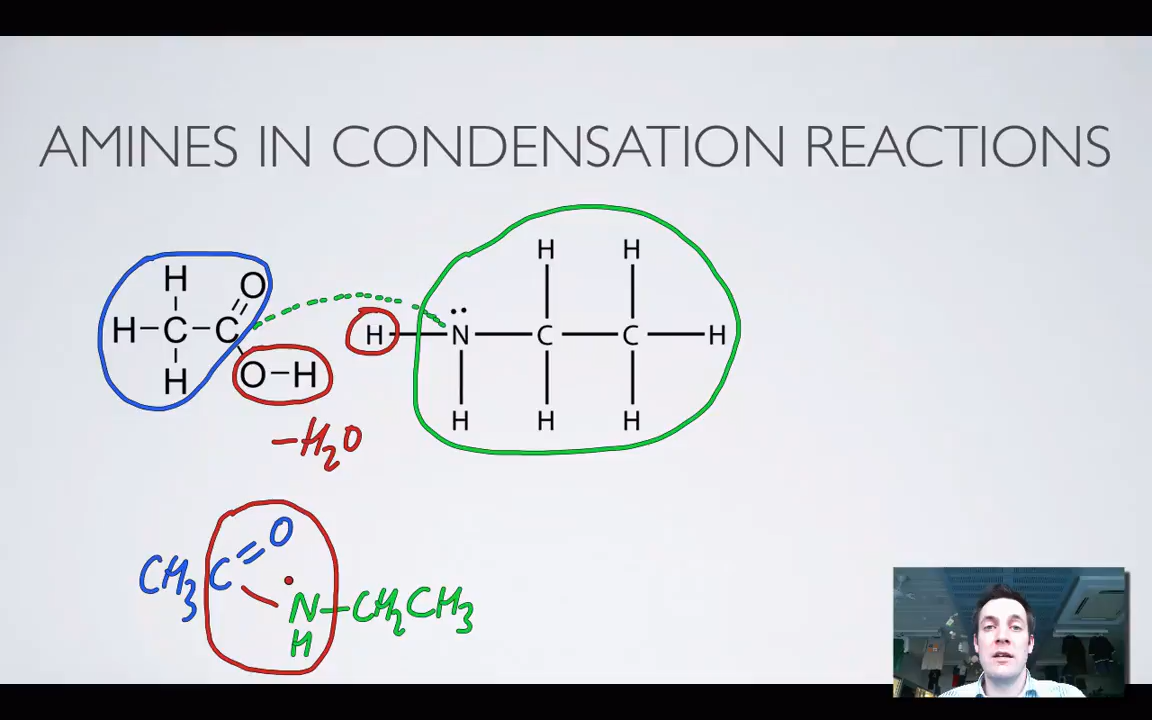 AMINES IN CONDENSATION REACTIONS
H H H
H–C–C=O H–N–C–C–H
H O–H H H H
–H₂O
CH₃C=O
N–CH₂CH₃
H